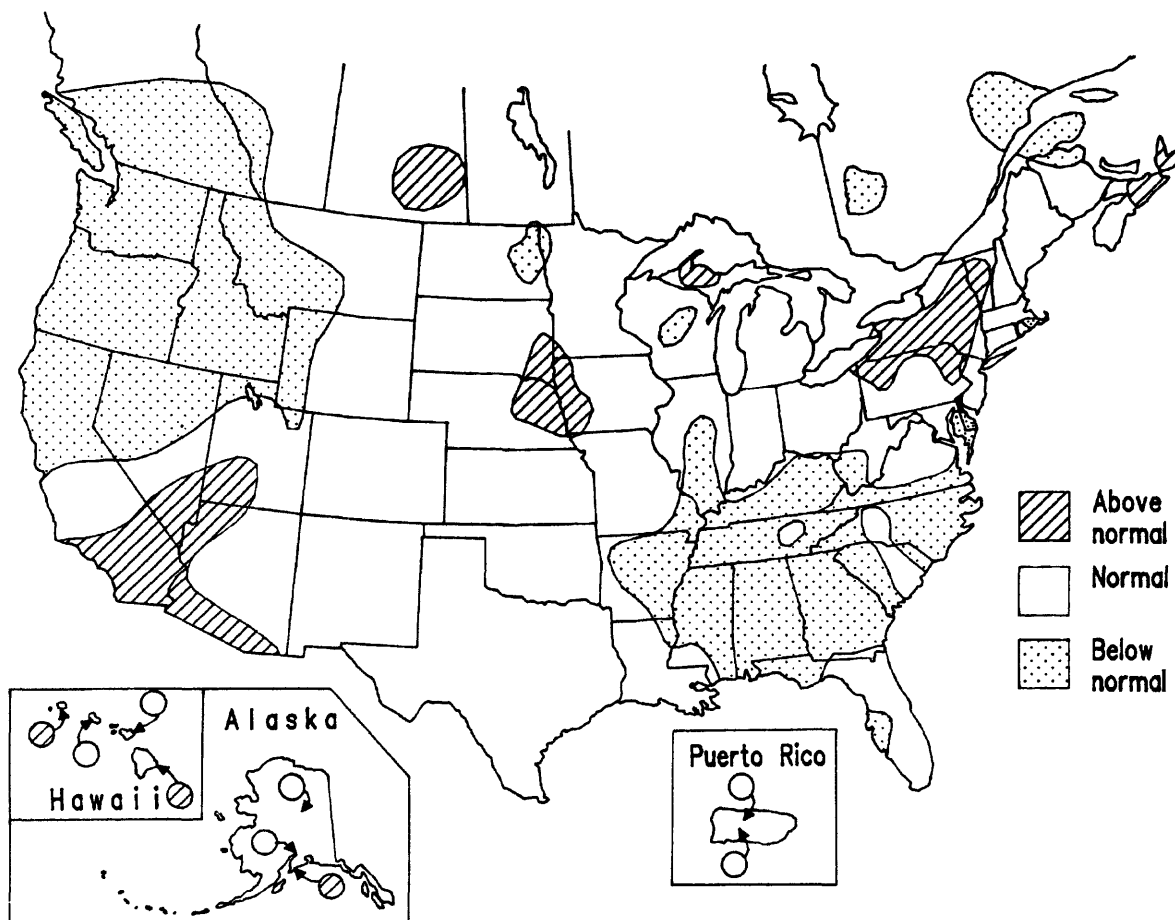 Above
normal
Normal
Below
normal
Alaska
Hawaii
Puerto Rico